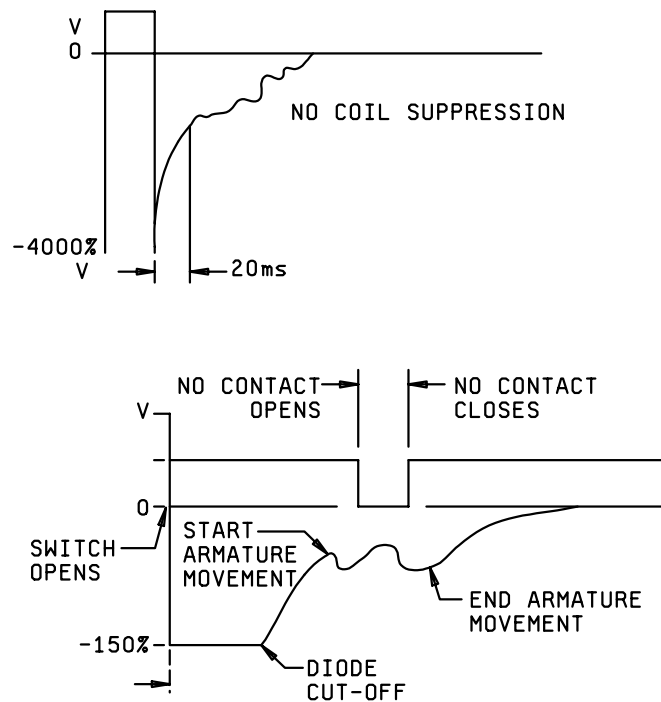 V
0
NO COIL SUPPRESSION
-4000%
V
20ms
NO CONTACT
OPENS
NO CONTACT
CLOSES
V
0
SWITCH
OPENS
START
ARMATURE
MOVEMENT
END ARMATURE
MOVEMENT
-150%
DIODE
CUT-OFF